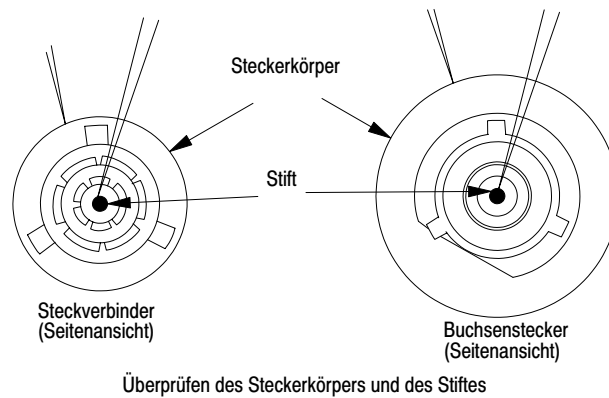 Steckerkörper
Stift
Steckverbinder
(Seitenansicht)
Buchsenstecker
(Seitenansicht)
Überprüfen des Steckerkörpers und des Stiftes